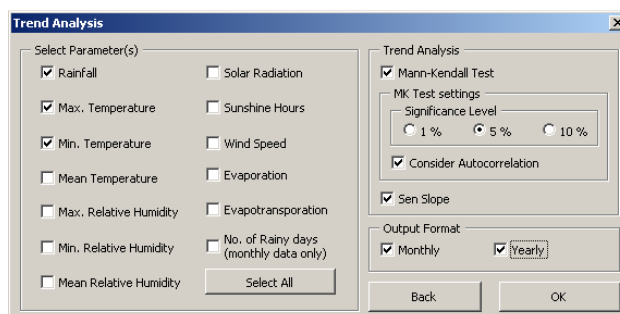 Trend Analysis
Select Parameter(s)
Rainfall
Max. Temperature
Min. Temperature
Mean Temperature
Max. Relative Humidity
Min. Relative Humidity
Mean Relative Humidity
Solar Radiation
Sunshine Hours
Wind Speed
Evaporation
Evapotransporation
No. of Rainy days
(monthly data only)
Select All
Trend Analysis
Mann-Kendall Test
MK Test settings
Significance Level
1 % 5 % 10 %
Consider Autocorrelation
Sen Slope
Output Format
Monthly Yearly
Back OK